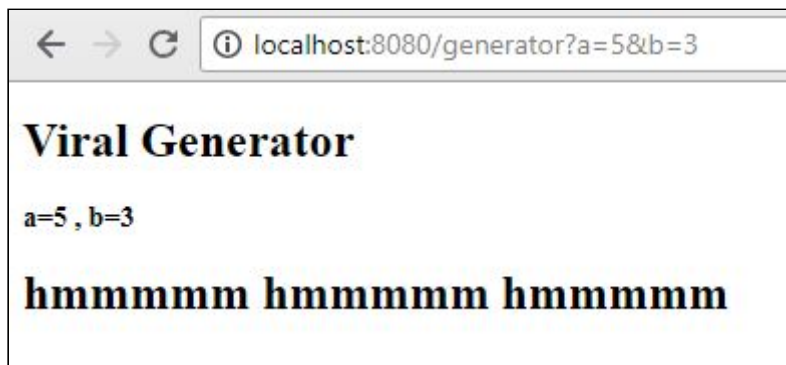 localhost:8080/generator?a=5&b=3
Viral Generator
a=5 , b=3
hmmmmm hmmmmm hmmmmm